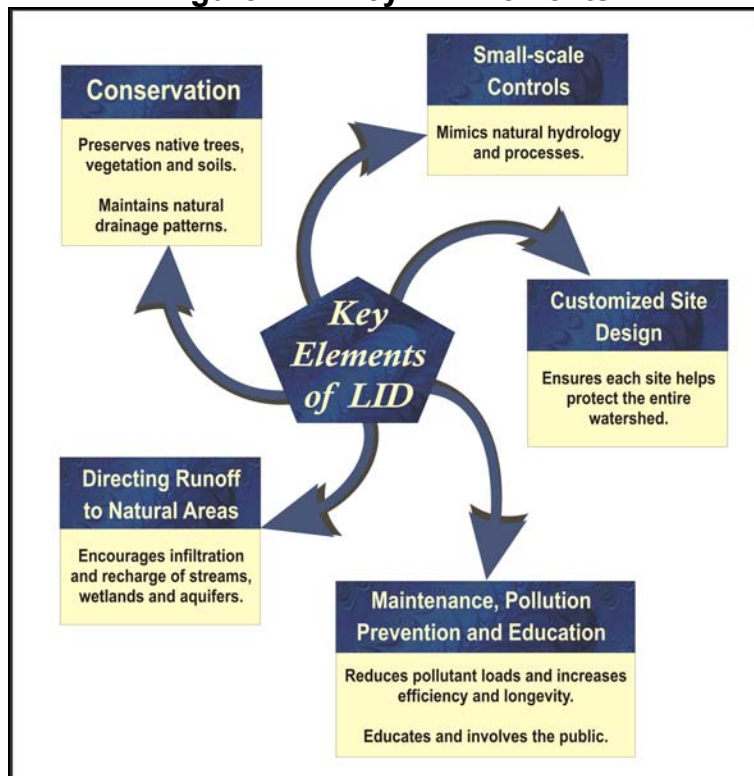 Conservation
Preserves native trees,
vegetation and soils.
Maintains natural
drainage patterns.
Small-scale
Controls
Mimics natural hydrology
and processes.
Key
Elements
of LID
Customized Site
Design
Ensures each site helps
protect the entire
watershed.
Directing Runoff
to Natural Areas
Encourages infiltration
and recharge of streams,
wetlands and aquifers.
Maintenance, Pollution
Prevention and Education
Reduces pollutant loads and increases
efficiency and longevity.
Educates and involves the public.